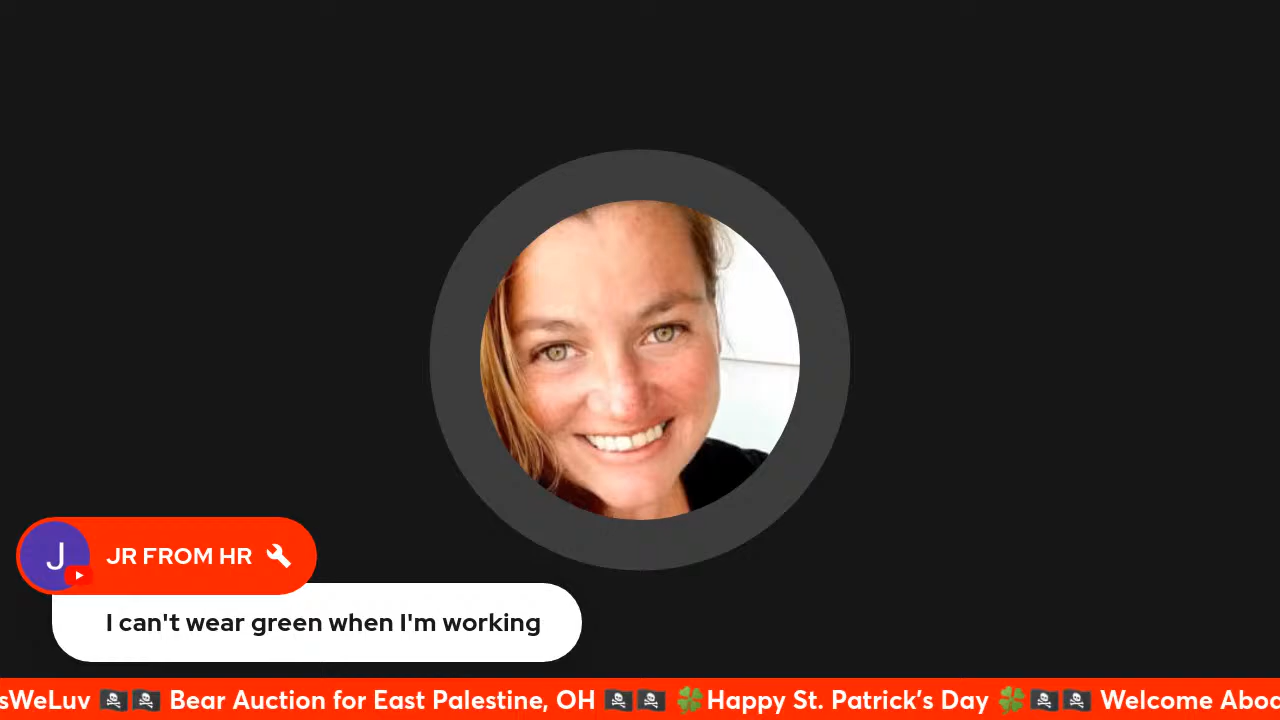 J
JR FROM HR
I can't wear green when I'm working
sWeLuv 🏴‍☠️🏴‍☠️ Bear Auction for East Palestine, OH 🏴‍☠️🏴‍☠️ 🍀Happy St. Patrick's Day 🍀🏴‍☠️🏴‍☠️ Welcome Aboa